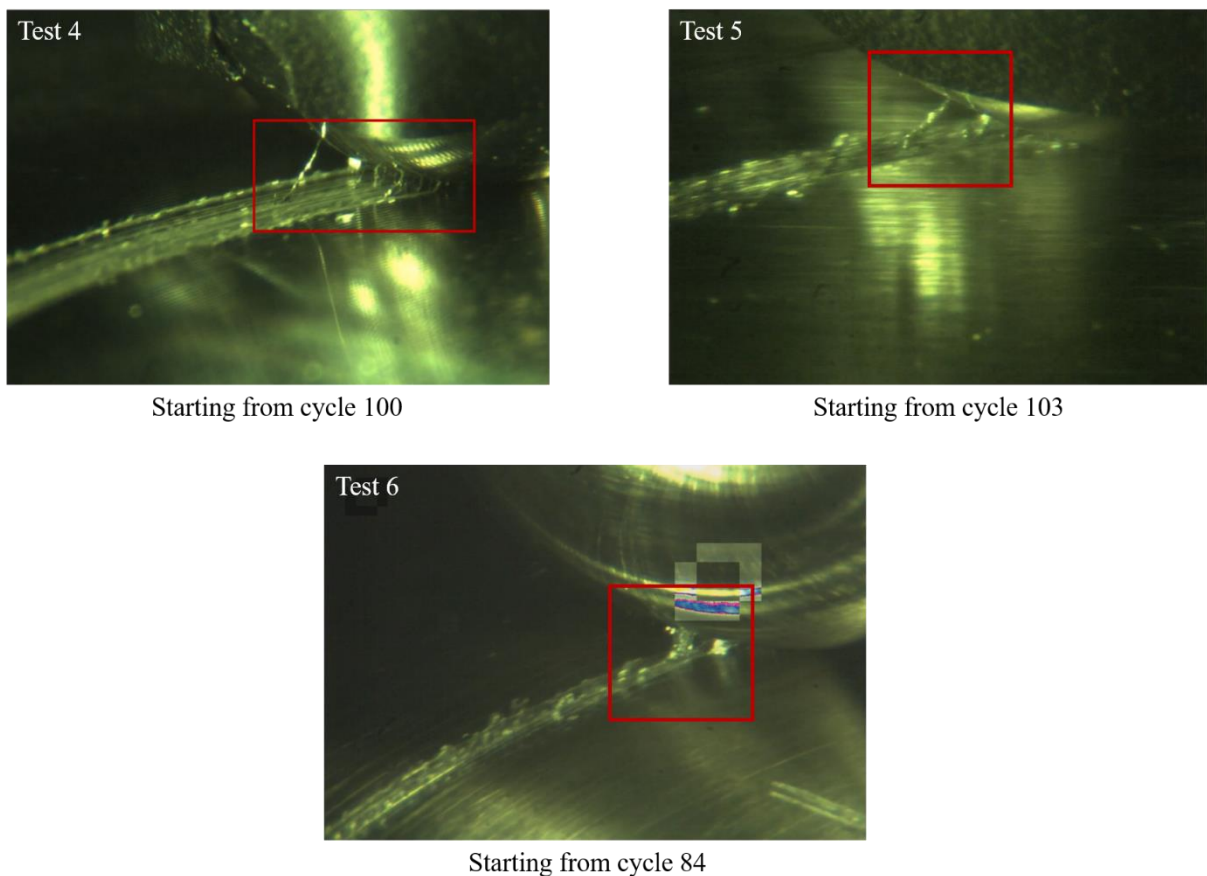 Test 4
Test 5
Starting from cycle 100
Starting from cycle 103
Test 6
Starting from cycle 84